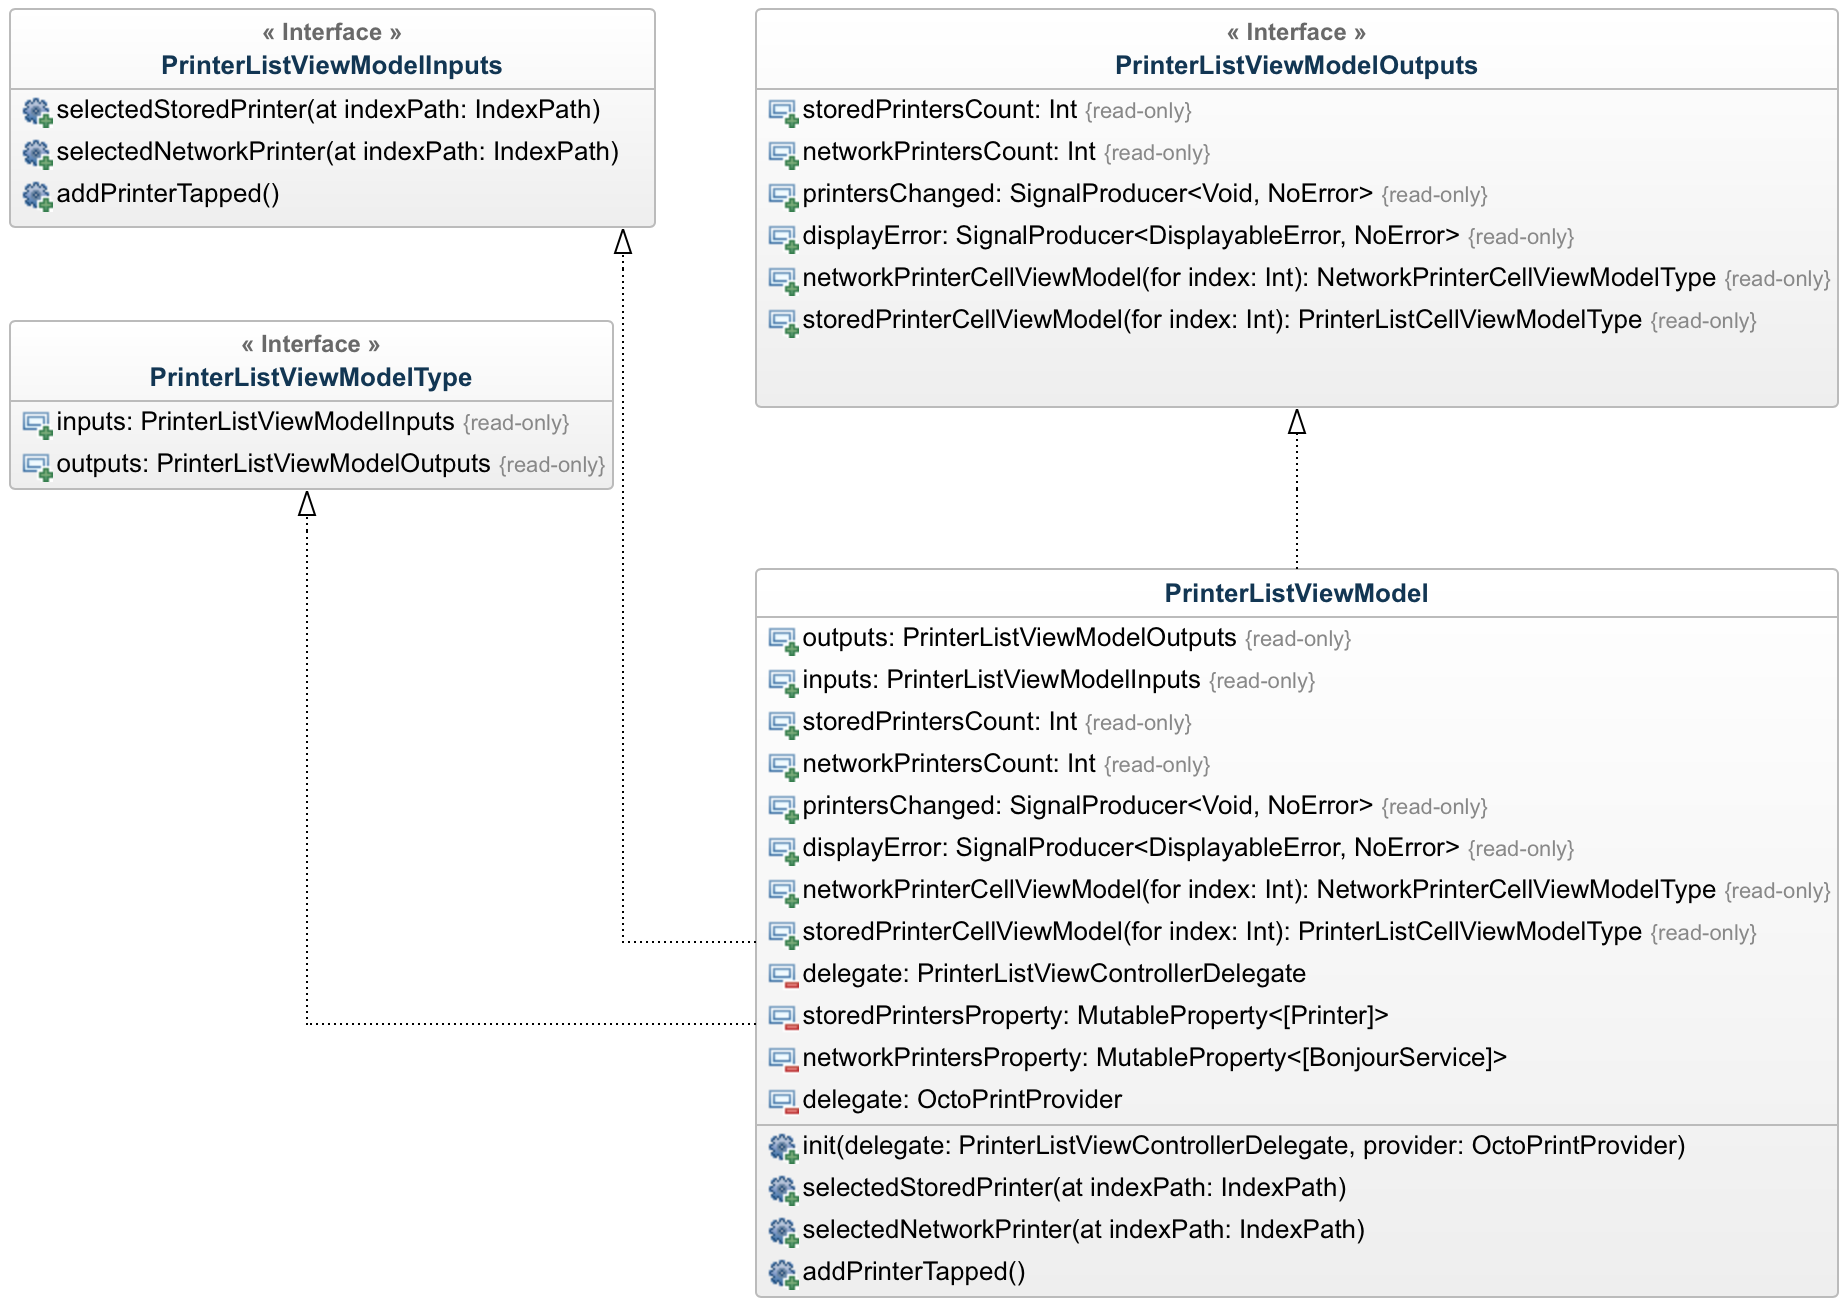 « Interface »
PrinterListViewModelInputs
selectedStoredPrinter(at indexPath: IndexPath)
selectedNetworkPrinter(at indexPath: IndexPath)
addPrinterTapped()
« Interface »
PrinterListViewModelOutputs
storedPrintersCount: Int {read-only}
networkPrintersCount: Int {read-only}
printersChanged: SignalProducer<Void, NoError> {read-only}
displayError: SignalProducer<DisplayableError, NoError> {read-only}
networkPrinterCellViewModel(for index: Int): NetworkPrinterCellViewModelType {read-only}
storedPrinterCellViewModel(for index: Int): PrinterListCellViewModelType {read-only}
« Interface »
PrinterListViewModelType
inputs: PrinterListViewModelInputs {read-only}
outputs: PrinterListViewModelOutputs {read-only}
PrinterListViewModel
outputs: PrinterListViewModelOutputs {read-only}
inputs: PrinterListViewModelInputs {read-only}
storedPrintersCount: Int {read-only}
networkPrintersCount: Int {read-only}
printersChanged: SignalProducer<Void, NoError> {read-only}
displayError: SignalProducer<DisplayableError, NoError> {read-only}
networkPrinterCellViewModel(for index: Int): NetworkPrinterCellViewModelType {read-only}
storedPrinterCellViewModel(for index: Int): PrinterListCellViewModelType {read-only}
delegate: PrinterListViewControllerDelegate
storedPrintersProperty: MutableProperty<[Printer]>
networkPrintersProperty: MutableProperty<[BonjourService]>
delegate: OctoPrintProvider
init(delegate: PrinterListViewControllerDelegate, provider: OctoPrintProvider)
selectedStoredPrinter(at indexPath: IndexPath)
selectedNetworkPrinter(at indexPath: IndexPath)
addPrinterTapped()